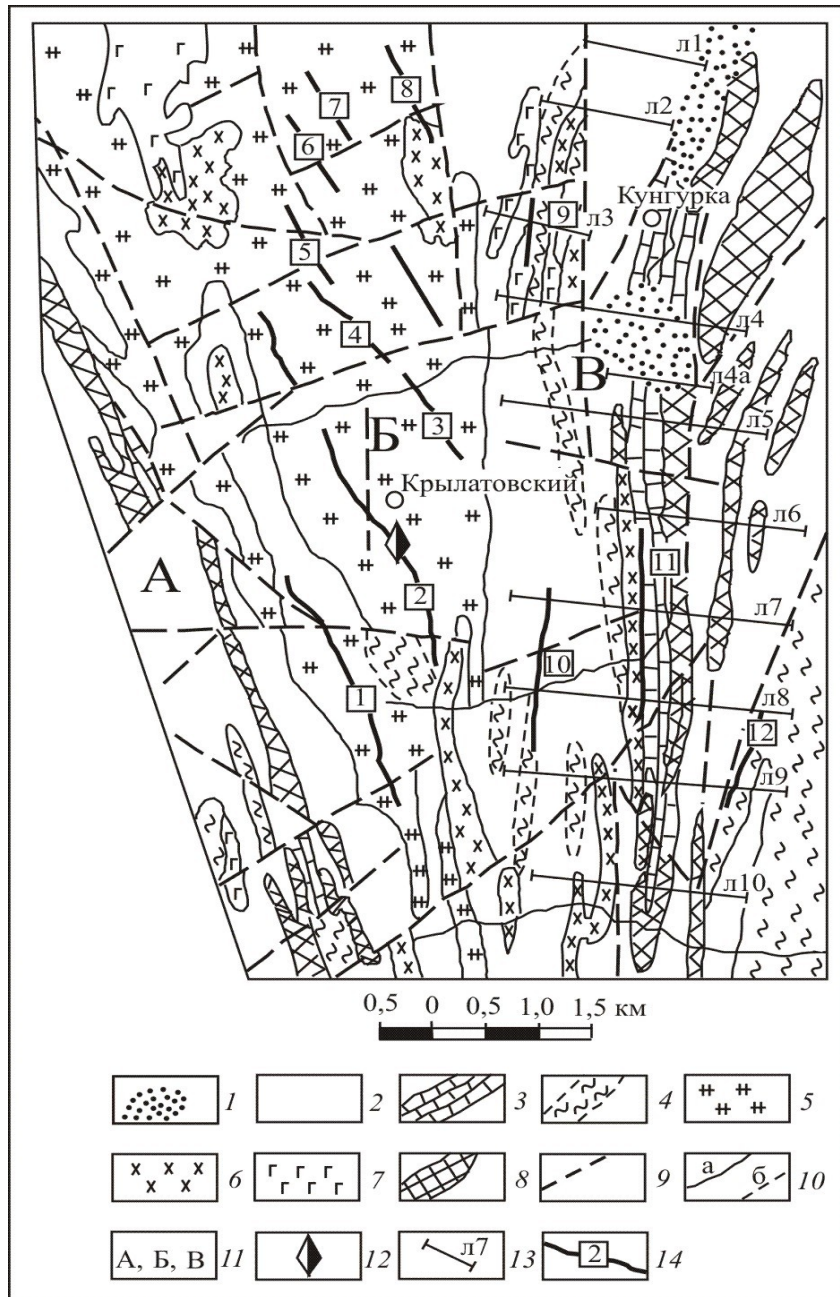 л1
7
8
л2
6
Кунгурка
9
л3
5
4
л4
В
л4а
Б
3
л5
Крылатовский
л6
А
11
2
л7
10
1
л8
12
л9
л10
0,5 0 0,5 1,0 1,5 км
1 2 3 4 5
а б
6 7 8 9 10
А, Б, В 11 12 л7 13 2 14